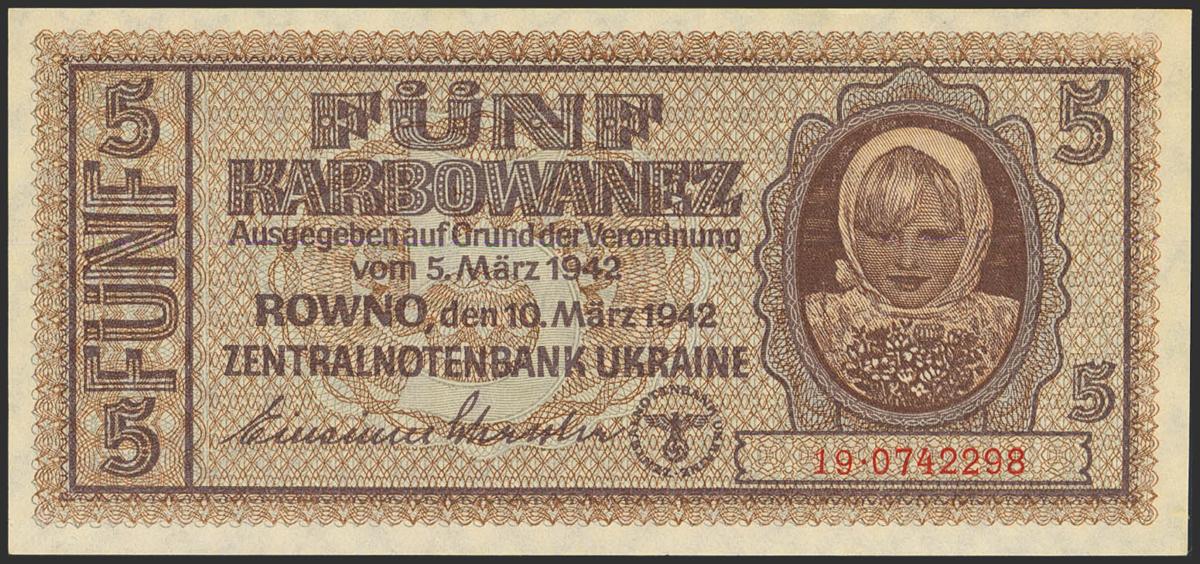 5 FÜNF 5
FÜNF
KARBOWANEZ
Ausgegeben auf Grund der Verordnung
vom 5. März 1942
ROWNO, den 10. März 1942
ZENTRALNOTENBANK UKRAINE
5
5
19·0742298